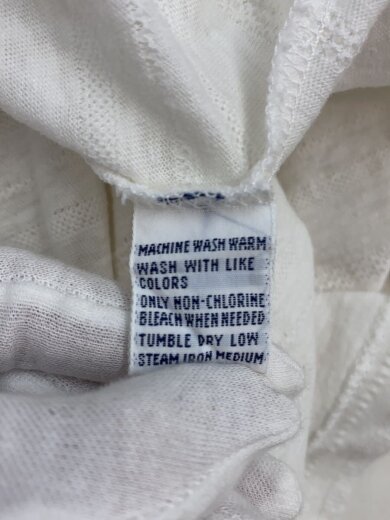 MACHINE WASH WARM
WASH WITH LIKE
COLORS
ONLY NON-CHLORINE
BLEACH WHEN NEEDED
TUMBLE DRY LOW
STEAM IRON MEDIUM